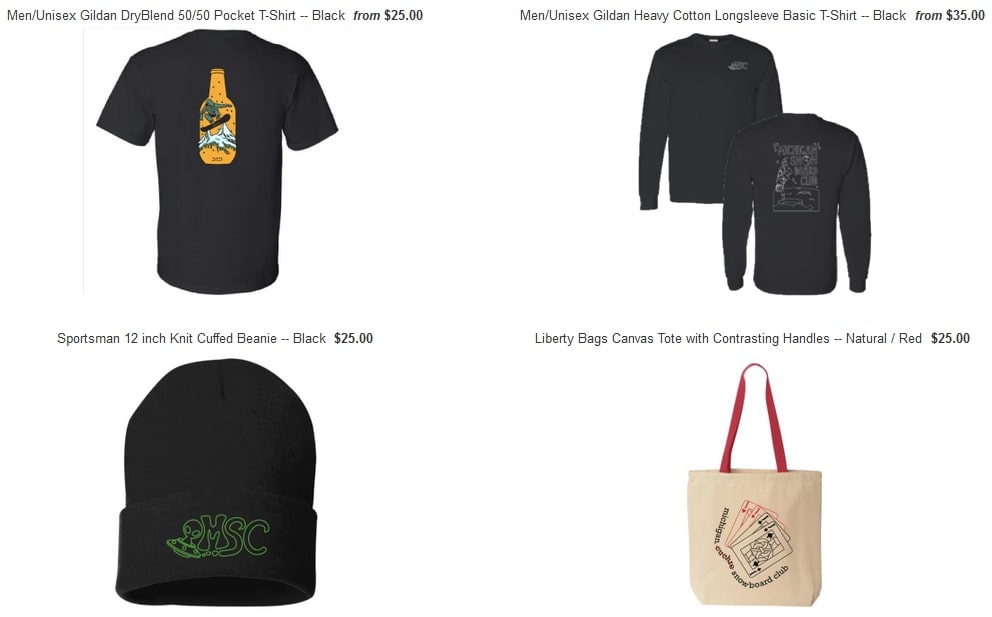 Men/Unisex Gildan DryBlend 50/50 Pocket T-Shirt -- Black from $25.00
Men/Unisex Gildan Heavy Cotton Longsleeve Basic T-Shirt -- Black from $35.00
2023
MSC
MICHIGAN
SNOW
BOARD
CLUB
Sportsman 12 inch Knit Cuffed Beanie -- Black $25.00
Liberty Bags Canvas Tote with Contrasting Handles -- Natural / Red $25.00
MSC
michigan euchre snowboard club